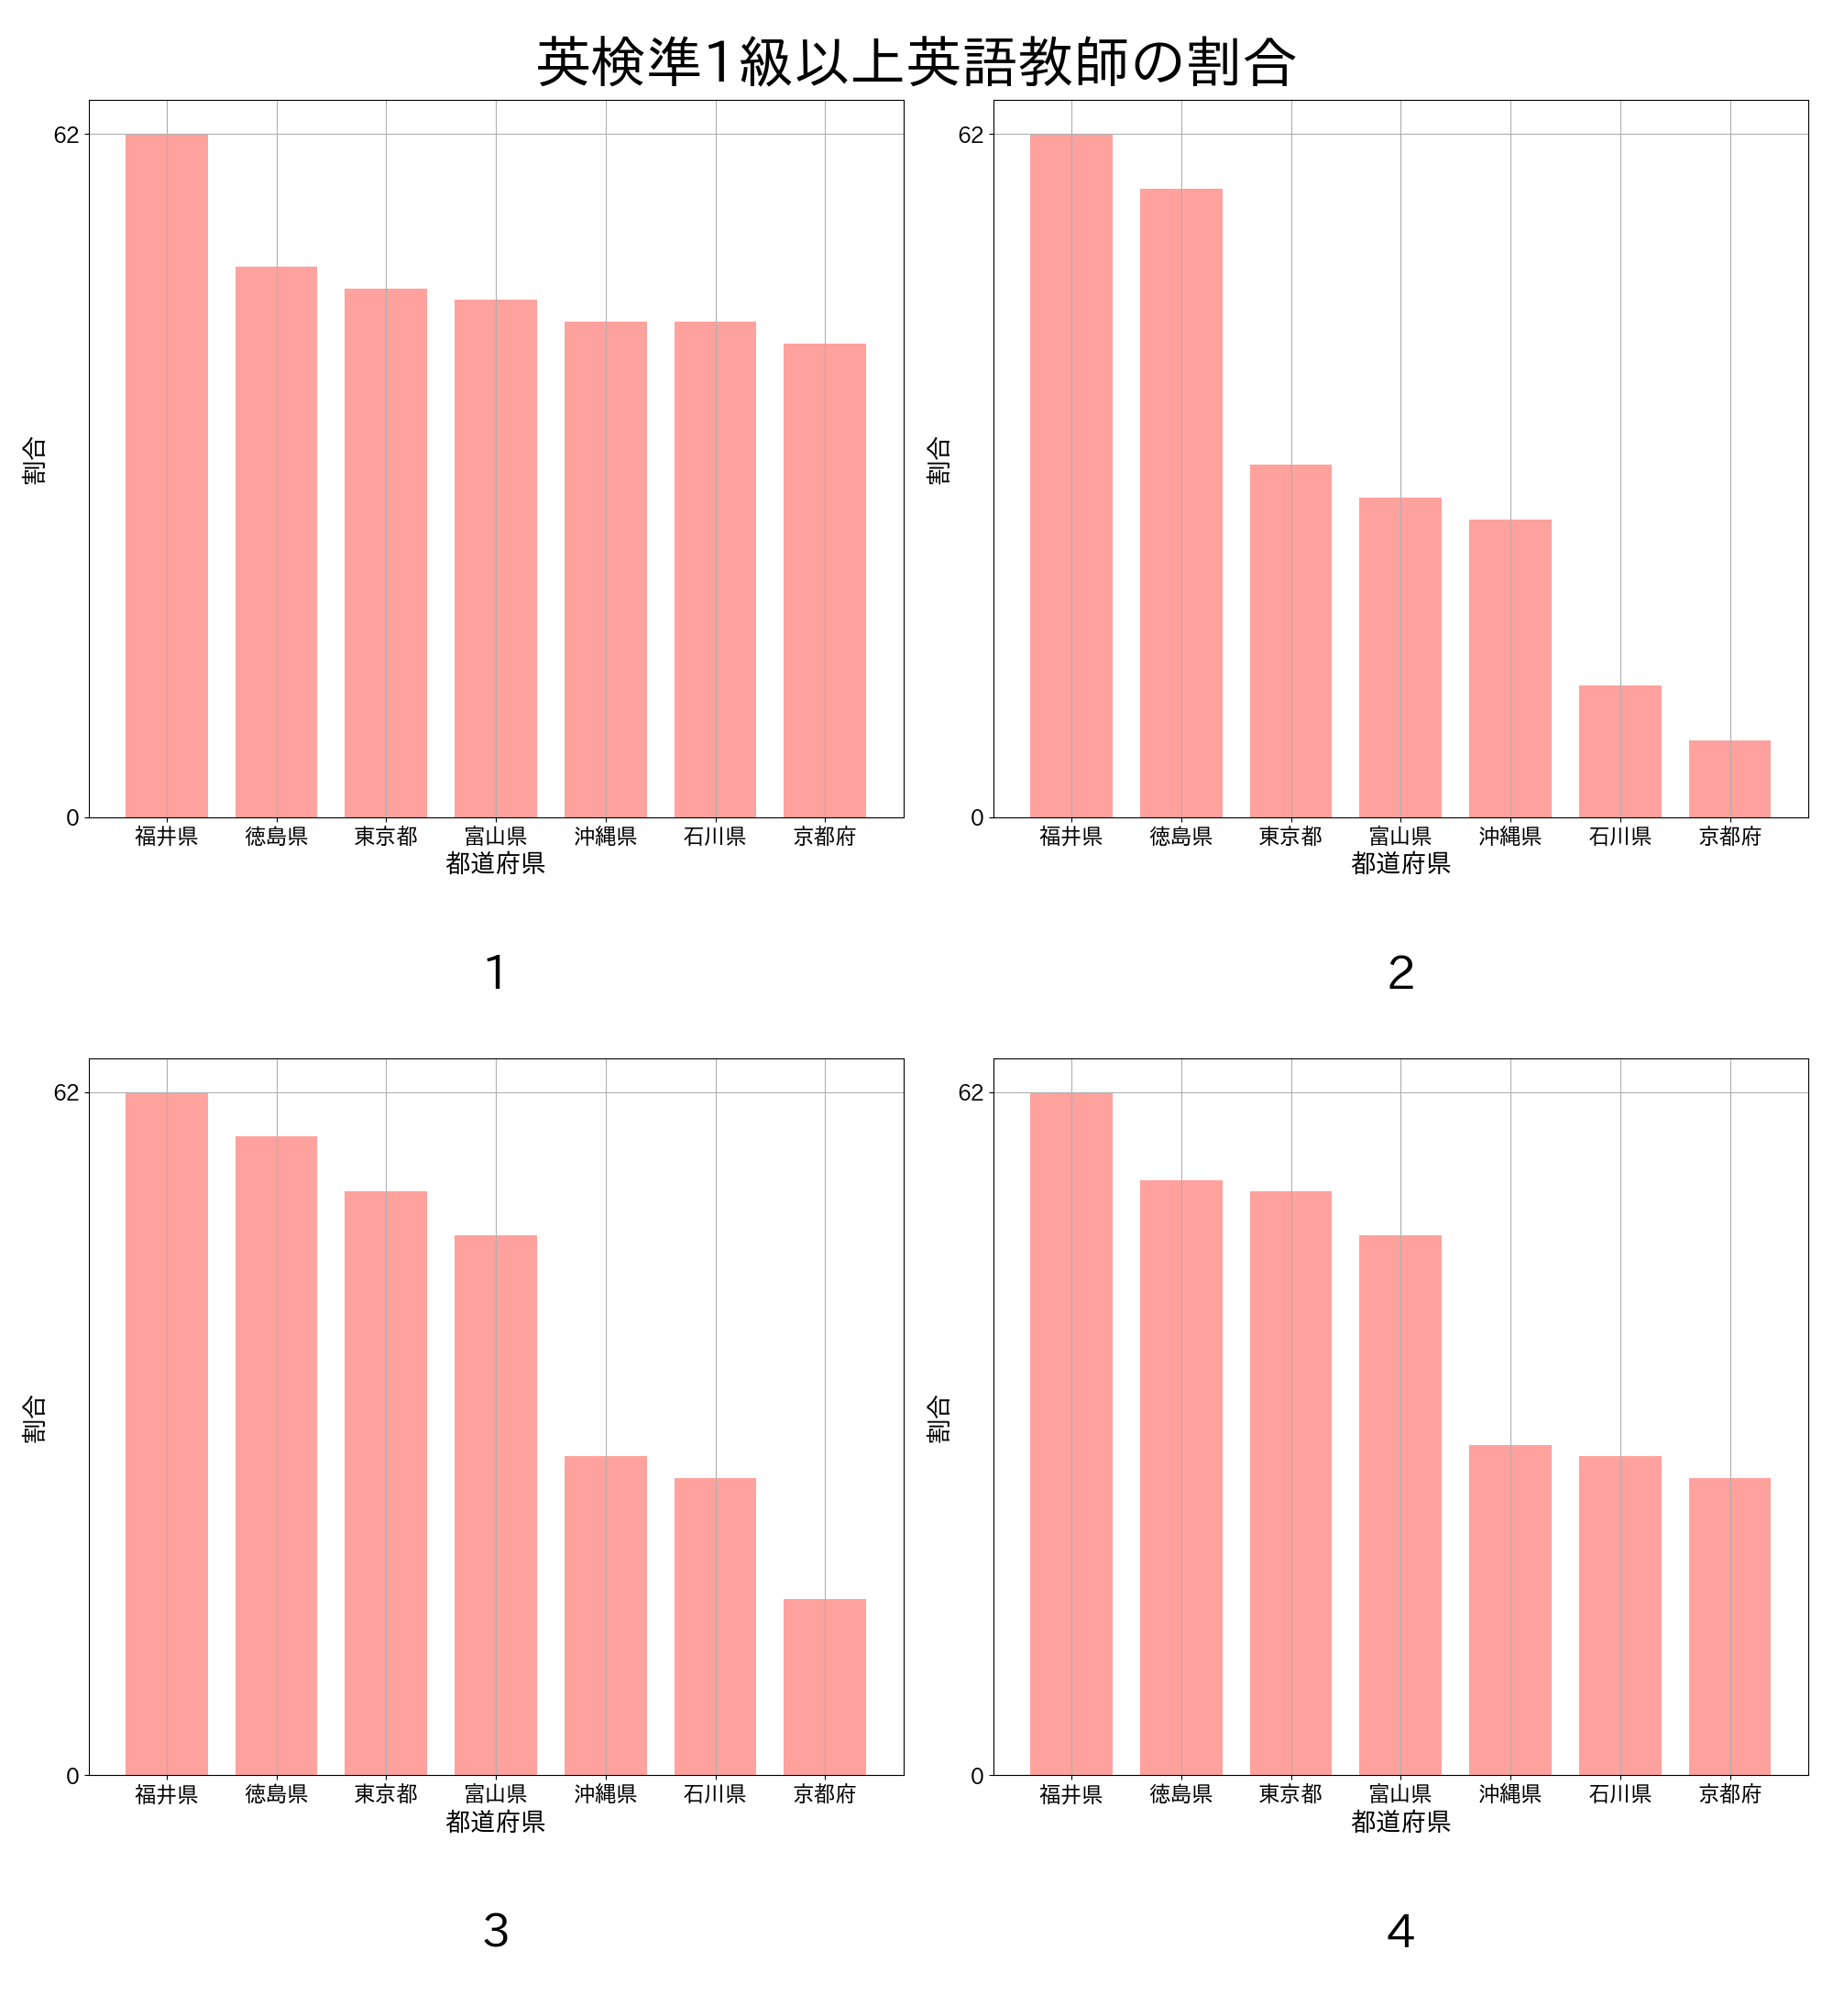 英検準1級以上英語教師の割合
62
0
割合
福井県 徳島県 東京都 富山県 沖縄県 石川県 京都府
都道府県
1
62
0
割合
福井県 徳島県 東京都 富山県 沖縄県 石川県 京都府
都道府県
2
62
0
割合
福井県 徳島県 東京都 富山県 沖縄県 石川県 京都府
都道府県
3
62
0
割合
福井県 徳島県 東京都 富山県 沖縄県 石川県 京都府
都道府県
4